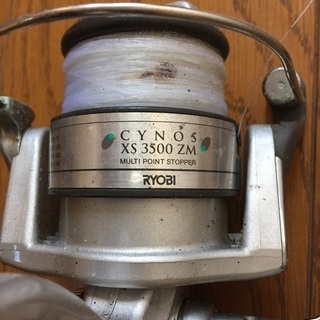 CYNOS
XS 3500 ZM
MULTI POINT STOPPER
RYOBI